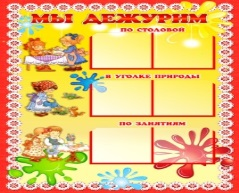 МЫ ДЕЖУРИМ
ПО СТОЛОВОЙ
В УГОЛКЕ ПРИРОДЫ
ПО ЗАНЯТИЯМ